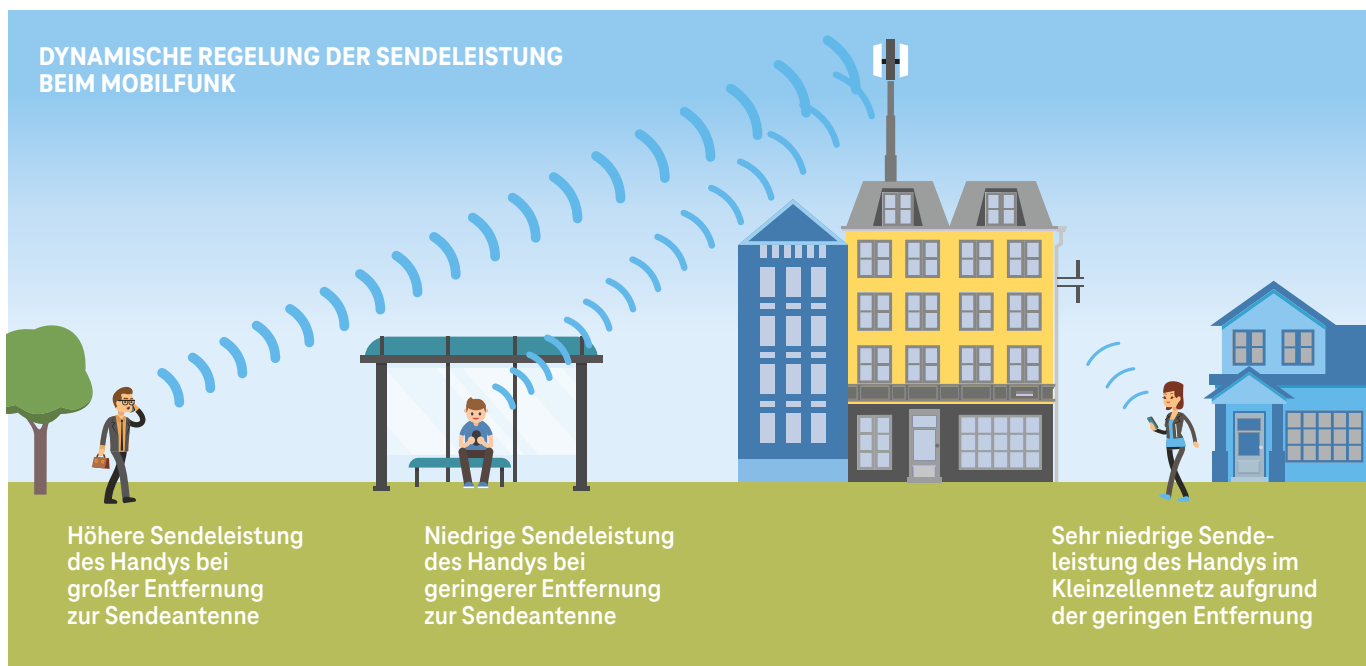 DYNAMISCHE REGELUNG DER SENDELEISTUNG
BEIM MOBILFUNK
Höhere Sendeleistung
des Handys bei
großer Entfernung
zur Sendeantenne
Niedrige Sendeleistung
des Handys bei
geringerer Entfernung
zur Sendeantenne
Sehr niedrige Sende-
leistung des Handys im
Kleinzellennetz aufgrund
der geringen Entfernung